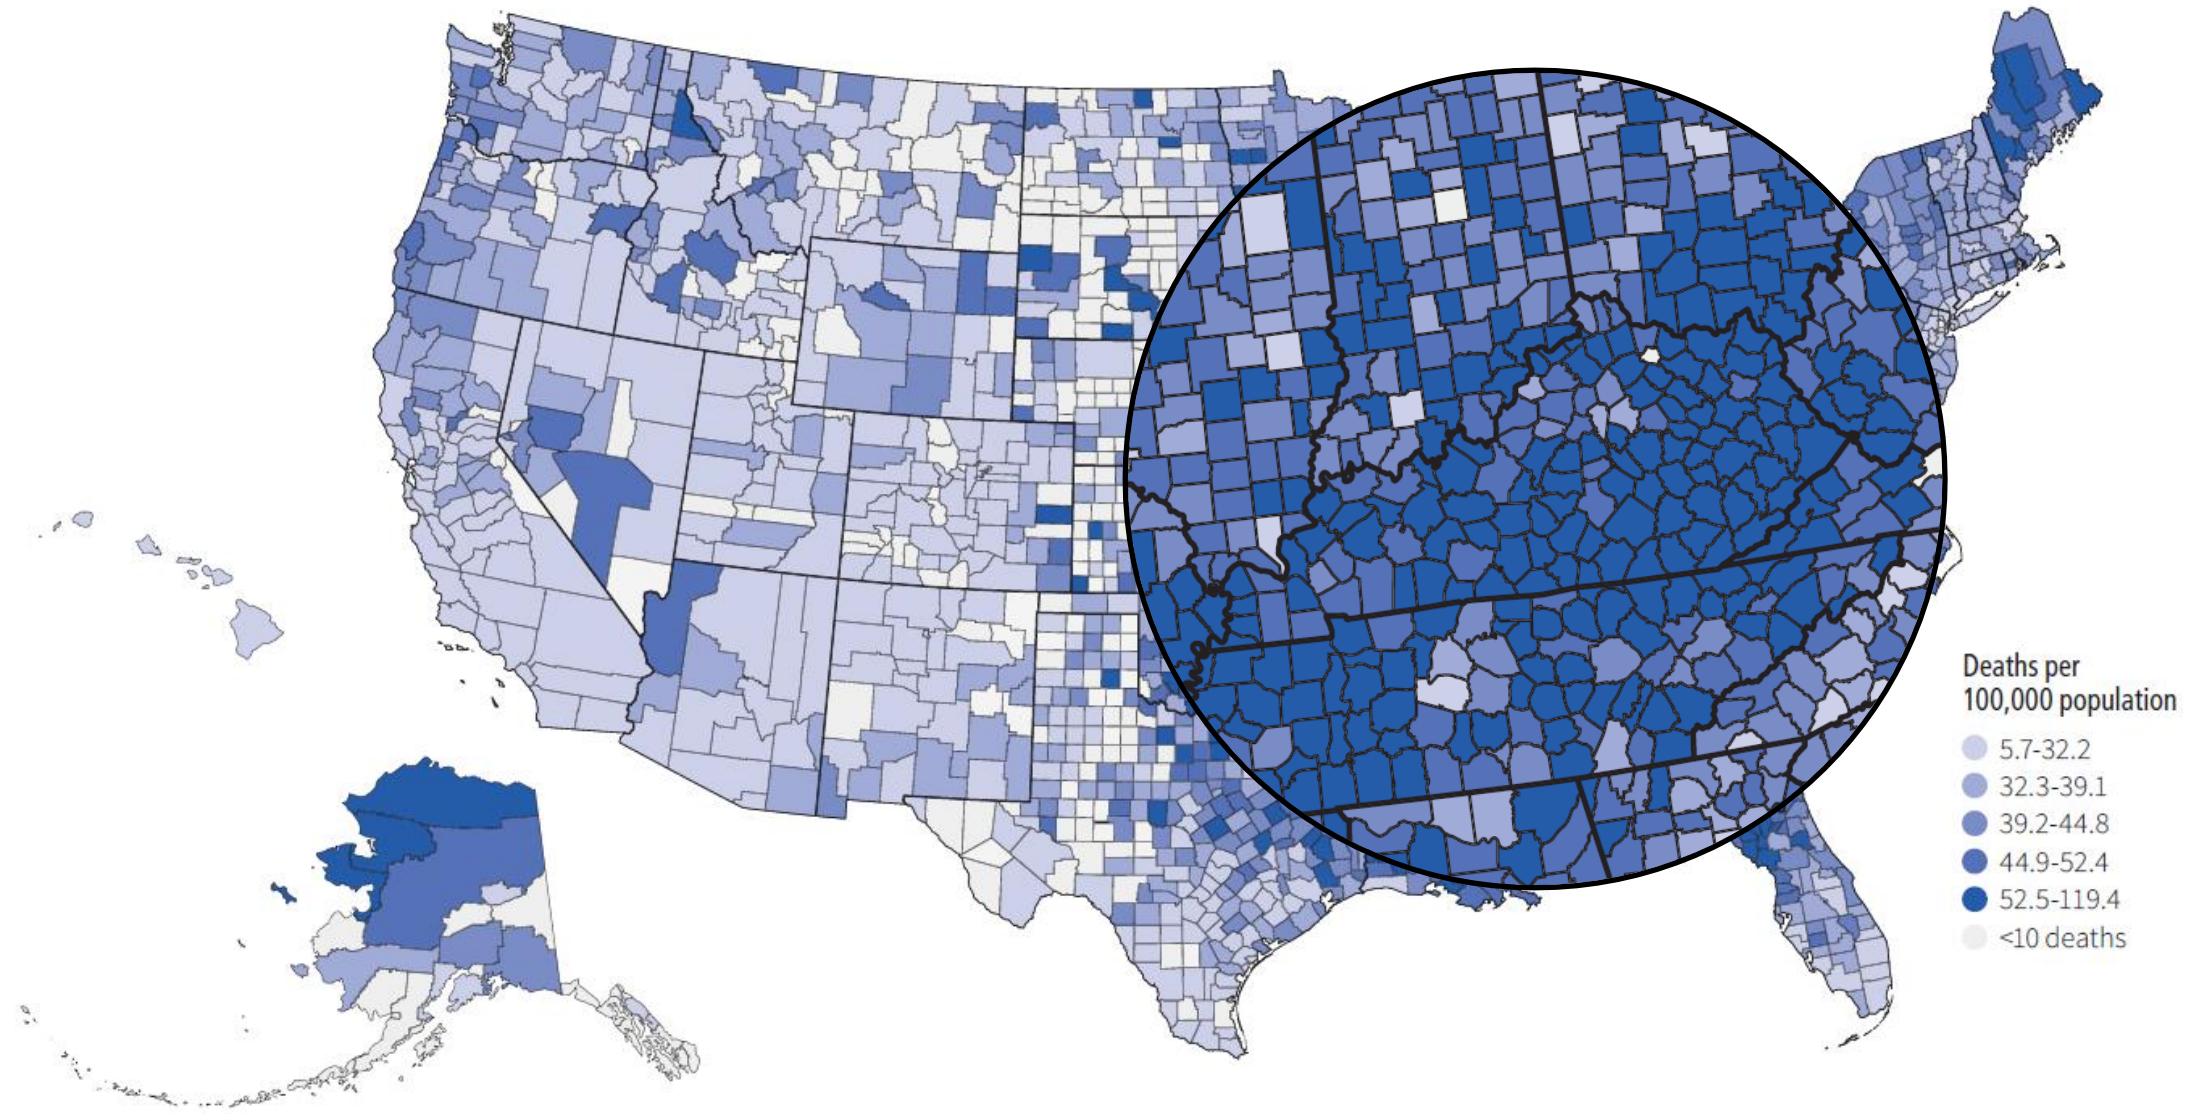 Deaths per
100,000 population
5.7-32.2
32.3-39.1
39.2-44.8
44.9-52.4
52.5-119.4
<10 deaths